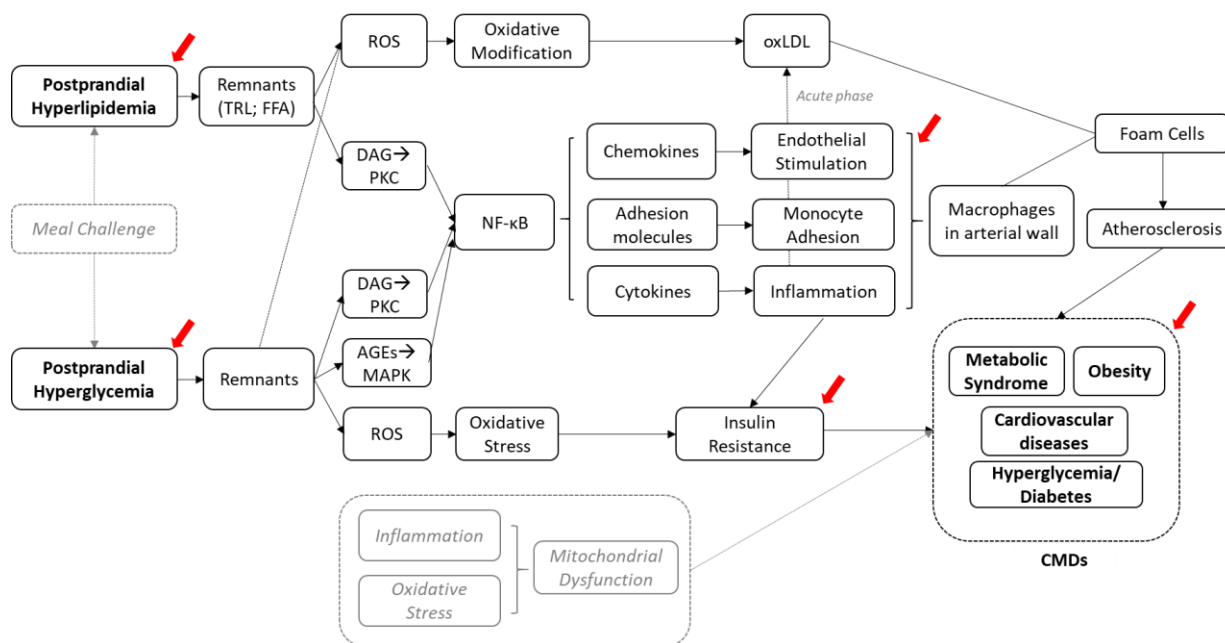 ROS
Oxidative
Modification
oxLDL
Postprandial
Hyperlipidemia
Remnants
(TRL; FFA)
Acute phase
DAG→
PKC
Chemokines
Endothelial
Stimulation
Foam Cells
Meal Challenge
NF-κB
Adhesion
molecules
Monocyte
Adhesion
Macrophages
in arterial wall
Atherosclerosis
DAG→
PKC
Cytokines
Inflammation
Postprandial
Hyperglycemia
Remnants
AGEs→
MAPK
ROS
Oxidative
Stress
Insulin
Resistance
Metabolic
Syndrome
Obesity
Cardiovascular
diseases
Hyperglycemia/
Diabetes
CMDs
Inflammation
Oxidative
Stress
Mitochondrial
Dysfunction